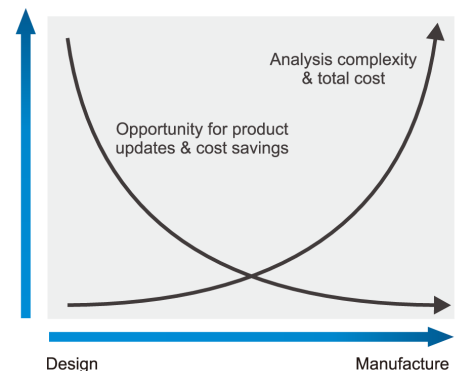 Analysis complexity
& total cost
Opportunity for product
updates & cost savings
Design
Manufacture